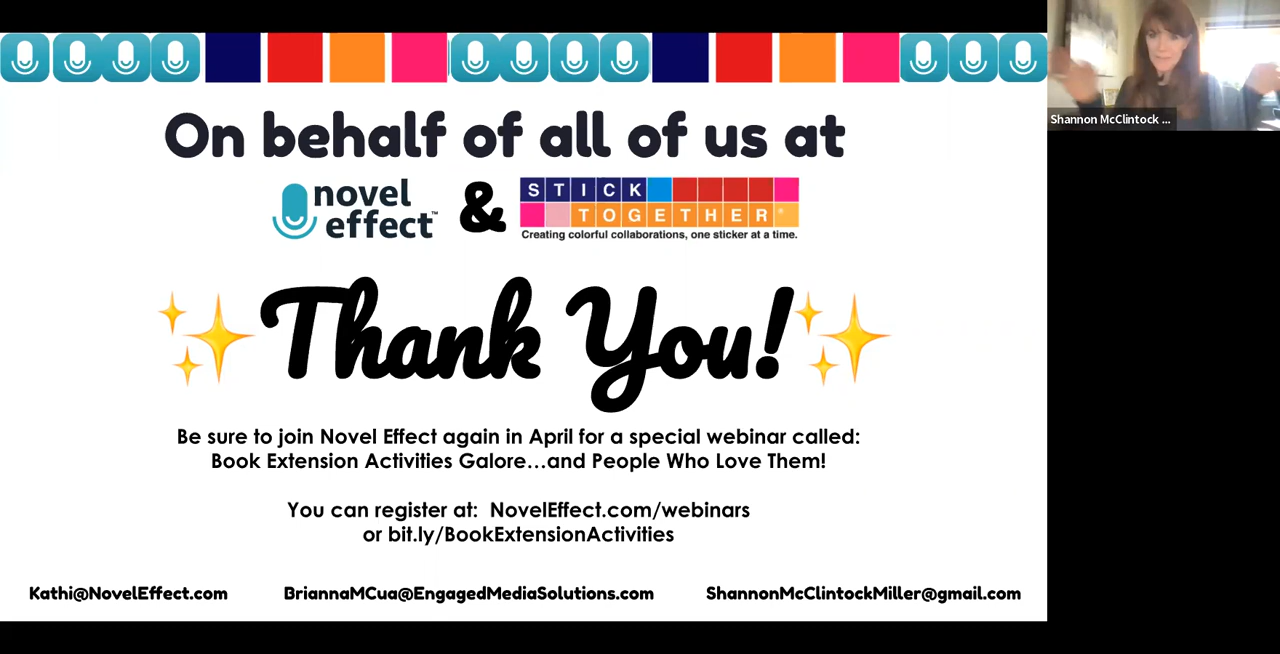 Shannon McClintock ...
On behalf of all of us at
novel effect™ & STICK TOGETHER®
Creating colorful collaborations, one sticker at a time.
Thank You!
Be sure to join Novel Effect again in April for a special webinar called:
Book Extension Activities Galore...and People Who Love Them!
You can register at: NovelEffect.com/webinars
or bit.ly/BookExtensionActivities
Kathi@NovelEffect.com BriannaMCua@EngagedMediaSolutions.com ShannonMcClintockMiller@gmail.com